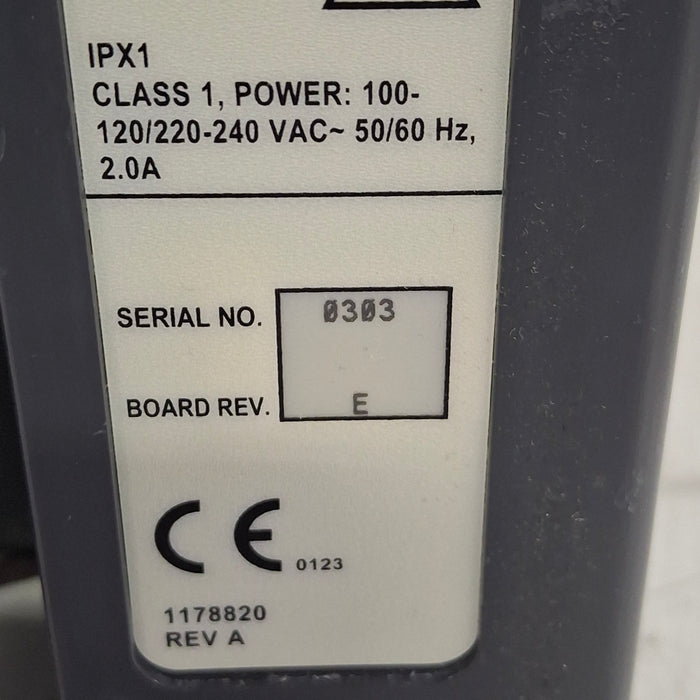 IPX1
CLASS 1, POWER: 100-
120/220-240 VAC~ 50/60 Hz,
2.0A
SERIAL NO. 0303
BOARD REV. E
CE 0123
1178820
REV A